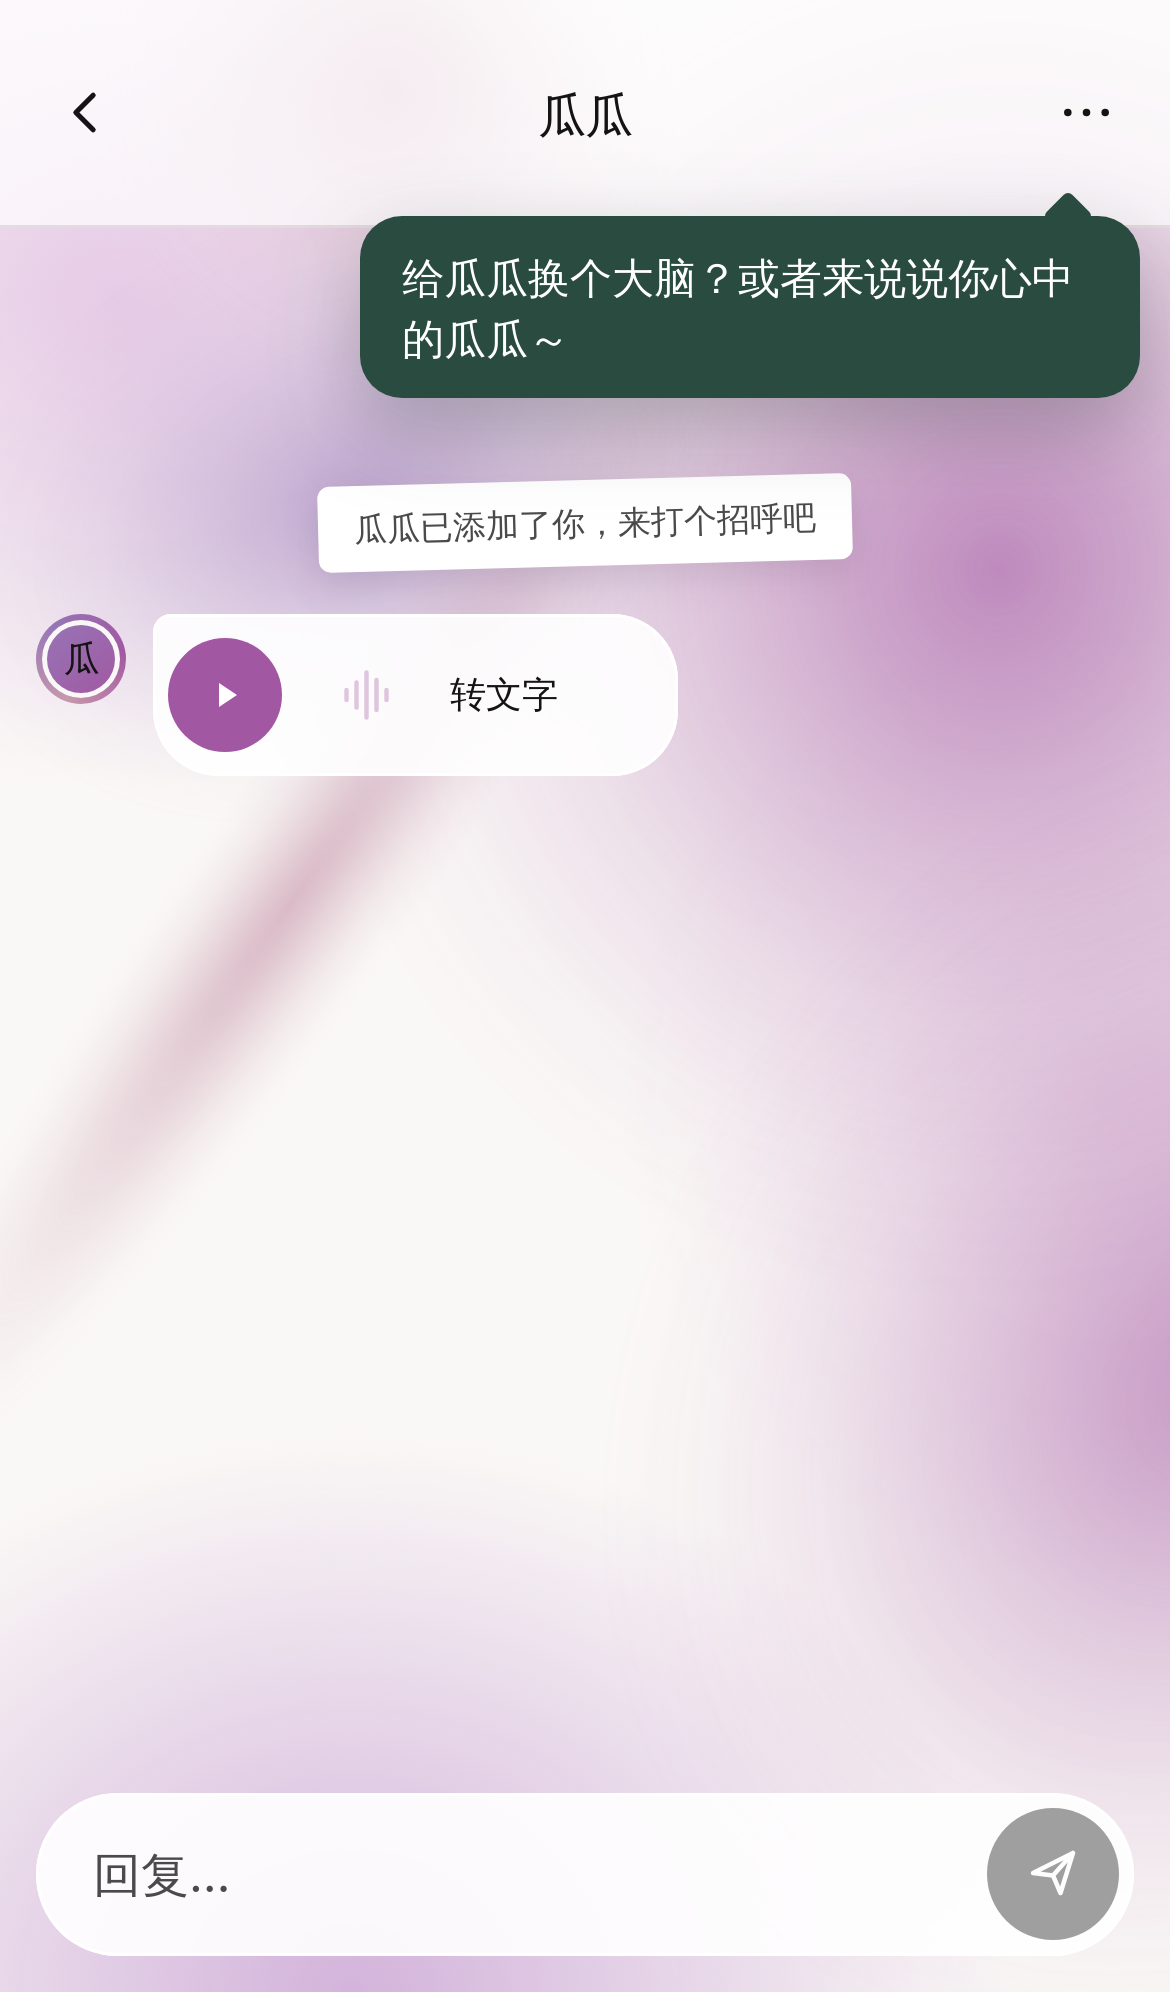 瓜瓜
给瓜瓜换个大脑？或者来说说你心中
的瓜瓜～
瓜瓜已添加了你，来打个招呼吧
瓜
转文字
回复...